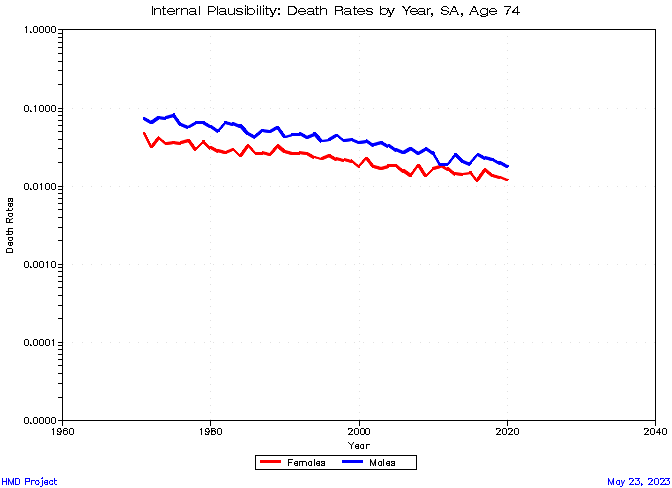 Internal Plausibility: Death Rates by Year, SA, Age 74
1.0000
0.1000
0.0100
0.0010
0.0001
0.0000
Death Rates
1960 1980 2000 2020 2040
Year
Females Males
HMD Project May 23, 2023